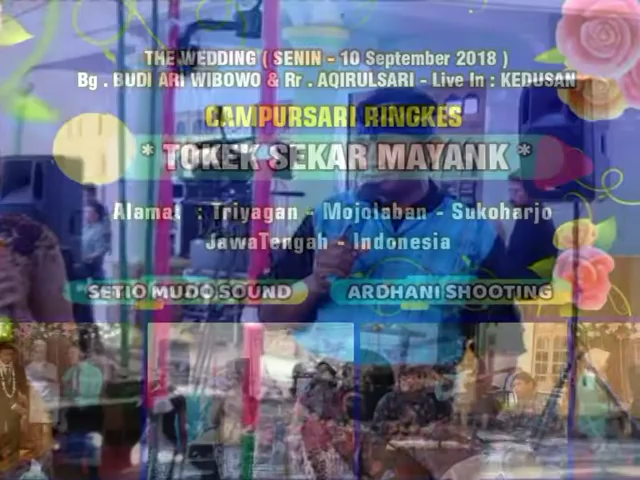 THE WEDDING ( SENIN - 10 September 2018 )
Bg . BUDI ARI WIBOWO & Rr . AQIRULSARI - Live In : KEDUSAN
CAMPURSARI RINGKES
* TOKEK SEKAR MAYANK *
Alamat : Triyagan - Mojolaban - Sukoharjo
JawaTengah - Indonesia
"SETIO MUDO SOUND
ARDHANI SHOOTING"